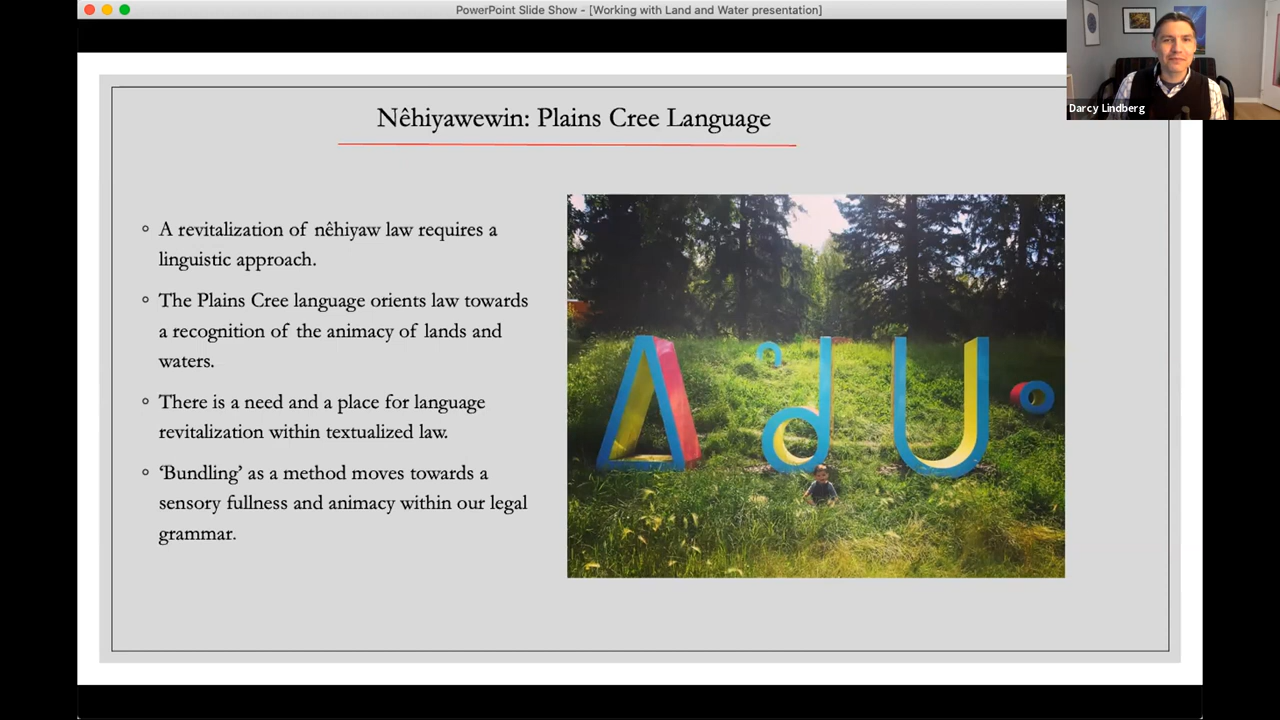 PowerPoint Slide Show - [Working with Land and Water presentation]
Darcy Lindberg
Nêhiyawewin: Plains Cree Language
◦ A revitalization of nêhiyaw law requires a
linguistic approach.
◦ The Plains Cree language orients law towards
a recognition of the animacy of lands and
waters.
◦ There is a need and a place for language
revitalization within textualized law.
◦ ‘Bundling’ as a method moves towards a
sensory fullness and animacy within our legal
grammar.
ᐃᐢᑯᑌᐤ